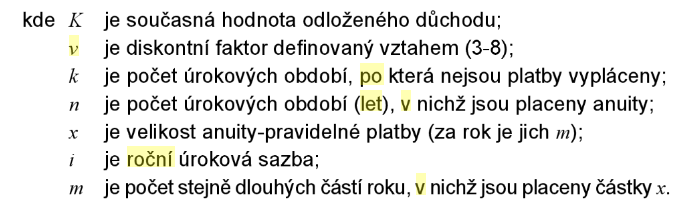 kde K je současná hodnota odloženého důchodu;
v je diskontní faktor definovaný vztahem (3-8);
k je počet úrokových období, po která nejsou platby vypláceny;
n je počet úrokových období (let), v nichž jsou placeny anuity;
x je velikost anuity-pravidelné platby (za rok je jich m);
i je roční úroková sazba;
m je počet stejně dlouhých částí roku, v nichž jsou placeny částky x.